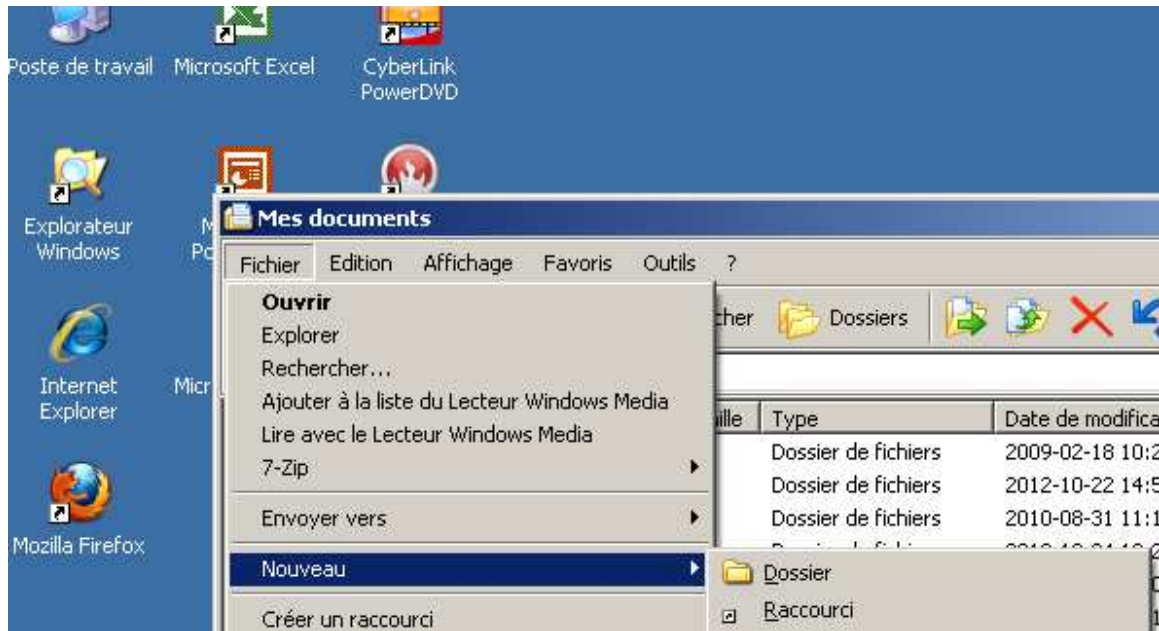 Poste de travail
Microsoft Excel
CyberLink
PowerDVD
Explorateur
Windows
Internet
Explorer
Mozilla Firefox
Mes documents
Fichier Edition Affichage Favoris Outils ?
Dossiers
Ouvrir
Explorer
Rechercher...
Ajouter à la liste du Lecteur Windows Media
Lire avec le Lecteur Windows Media
7-Zip
Envoyer vers
Nouveau
Créer un raccourci
Dossier
Raccourci
Type Date de modifica
Dossier de fichiers 2009-02-18 10:2
Dossier de fichiers 2012-10-22 14:5
Dossier de fichiers 2010-08-31 11:1